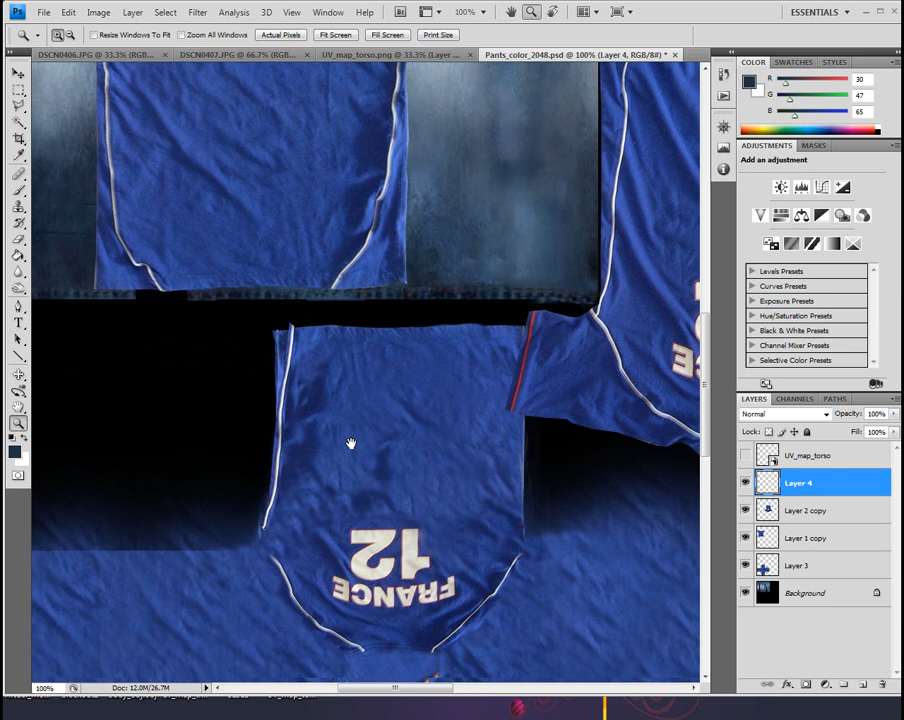 Ps File Edit Image Layer Select Filter Analysis 3D View Window Help Br 100% ESSENTIALS
Resize Windows To Fit Zoom All Windows Actual Pixels Fit Screen Fill Screen Print Size
DSCN0406.JPG @ 33.3% (RGB... × DSCN0407.JPG @ 66.7% (RGB/8... × UV_map_torso.png @ 33.3% (Layer ... × Pants_color_2048.psd @ 100% (Layer 4, RGB/8#) * ×
COLOR SWATCHES STYLES
R 30
G 47
B 65
ADJUSTMENTS MASKS
Add an adjustment
Levels Presets
Curves Presets
Exposure Presets
Hue/Saturation Presets
Black & White Presets
Channel Mixer Presets
Selective Color Presets
LAYERS CHANNELS PATHS
Normal Opacity: 100%
Lock: Fill: 100%
UV_map_torso
Layer 4
Layer 2 copy
Layer 1 copy
Layer 3
Background
12
FRANCE
100% Doc: 12.0M/26.7M